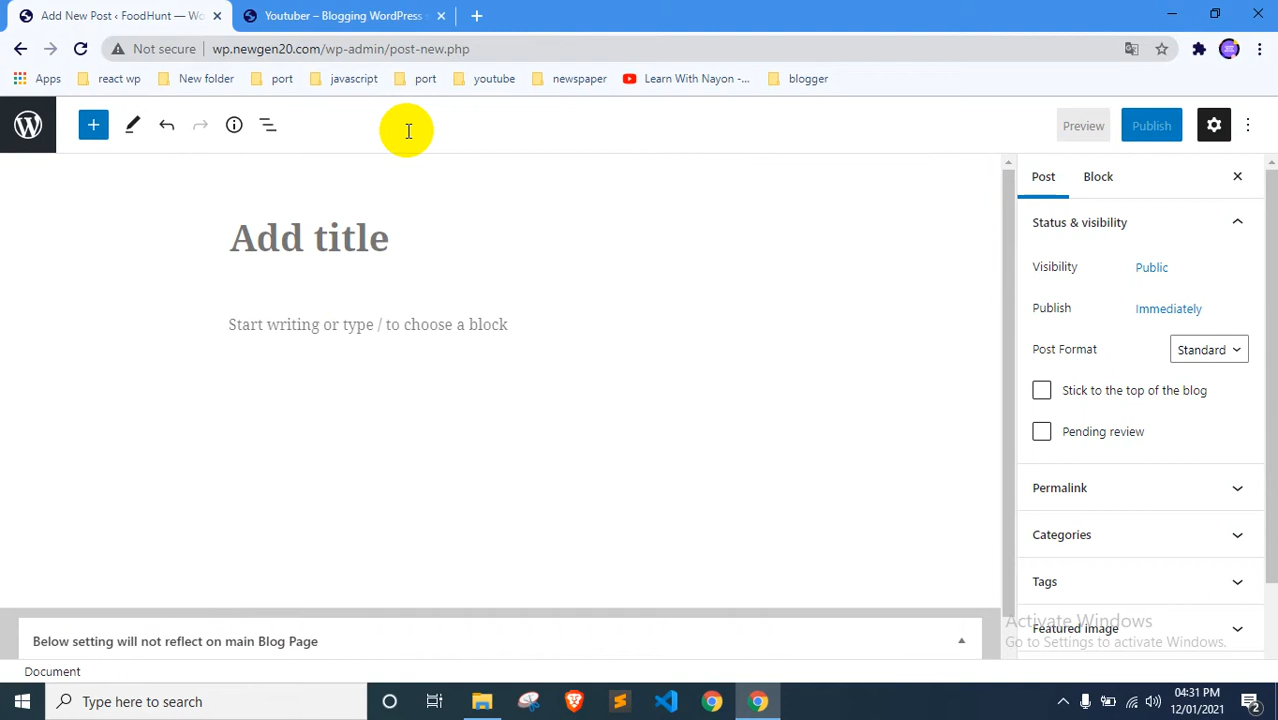 Add New Post ‹ FoodHunt — Wo
Youtuber – Blogging WordPress
Not secure
wp.newgen20.com/wp-admin/post-new.php
Apps
react wp
New folder
port
javascript
port
youtube
newspaper
Learn With Nayon -...
blogger
Preview
Publish
Post
Block
Add title
Start writing or type / to choose a block
Status & visibility
Visibility
Public
Publish
Immediately
Post Format
Standard
Stick to the top of the blog
Pending review
Permalink
Categories
Tags
Featured image
Activate Windows
Go to Settings to activate Windows.
Below setting will not reflect on main Blog Page
Document
Type here to search
04:31 PM
12/01/2021
2